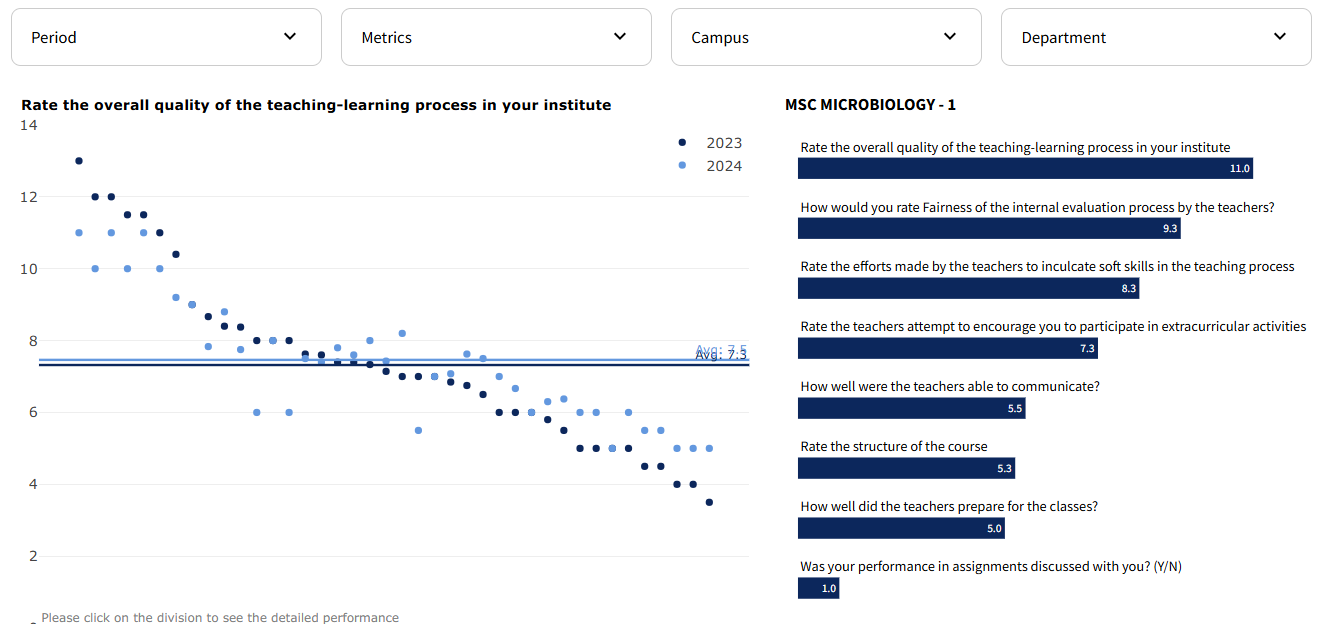 Period
Metrics
Campus
Department
Rate the overall quality of the teaching-learning process in your institute
14
12
10
8
6
4
2
2023
2024
Avg: 7.5
Avg: 7.3
Please click on the division to see the detailed performance
MSC MICROBIOLOGY - 1
Rate the overall quality of the teaching-learning process in your institute
11.0
How would you rate Fairness of the internal evaluation process by the teachers?
9.3
Rate the efforts made by the teachers to inculcate soft skills in the teaching process
8.3
Rate the teachers attempt to encourage you to participate in extracurricular activities
7.3
How well were the teachers able to communicate?
5.5
Rate the structure of the course
5.3
How well did the teachers prepare for the classes?
5.0
Was your performance in assignments discussed with you? (Y/N)
1.0